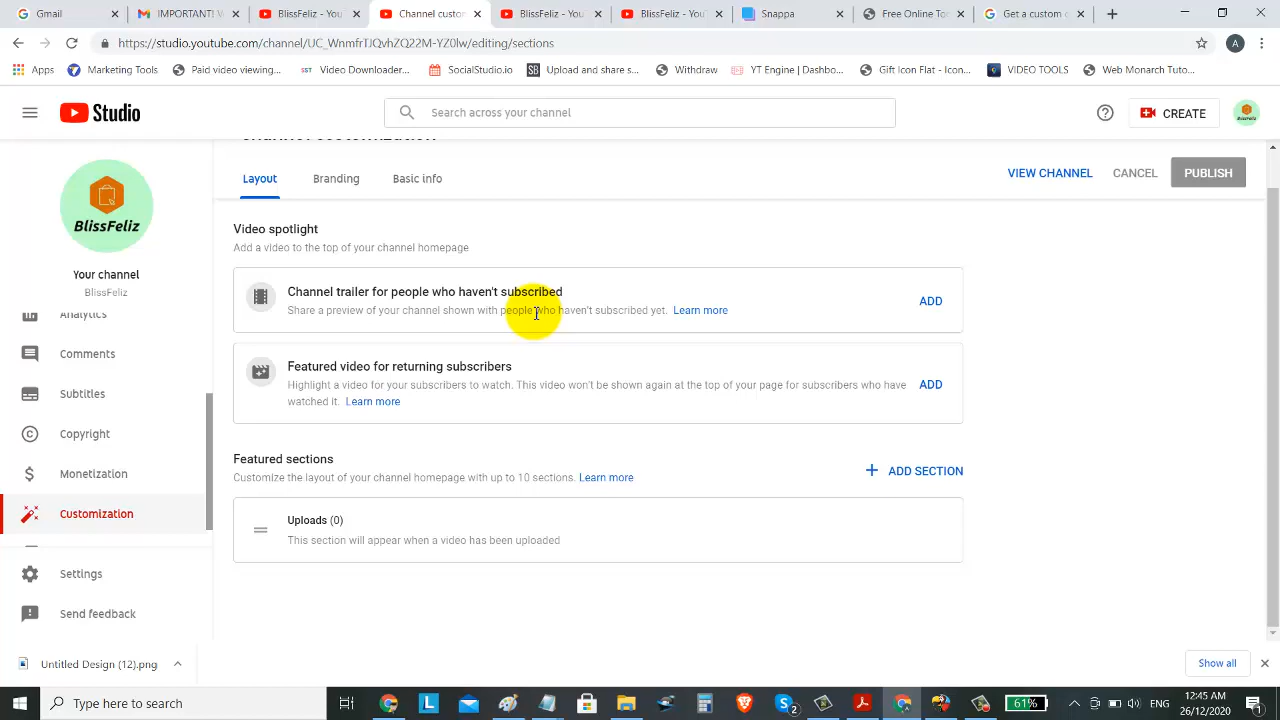 Gmail
IMPORTANT! V
BlissFeliz - You
Channel custom
BlissFeliz - You
BlissFeliz - YouT
Snappa
Free Online To
Get a custom c
https://studio.youtube.com/channel/UC_WnmfrTJQvhZQ22M-YZ0lw/editing/sections
A
Apps
Marketing Tools
Paid video viewing...
SST
Video Downloader...
SocialStudio.io
SB
Upload and share s...
Withdraw
YT Engine | Dashbo...
Gift Icon Flat - Icon...
VIDEO TOOLS
Web Monarch Tuto...
Studio
Search across your channel
CREATE
Channel customization
Layout
Branding
Basic info
VIEW CHANNEL
CANCEL
PUBLISH
BlissFeliz
Your channel
BlissFeliz
Analytics
Comments
Subtitles
Copyright
Monetization
Customization
Settings
Send feedback
Video spotlight
Add a video to the top of your channel homepage
Channel trailer for people who haven't subscribed
Share a preview of your channel shown with people who haven't subscribed yet. Learn more
ADD
Featured video for returning subscribers
Highlight a video for your subscribers to watch. This video won't be shown again at the top of your page for subscribers who have
watched it. Learn more
ADD
Featured sections
Customize the layout of your channel homepage with up to 10 sections. Learn more
ADD SECTION
Uploads (0)
This section will appear when a video has been uploaded
Untitled Design (12).png
Show all
Type here to search
61%
ENG
12:45 AM
26/12/2020